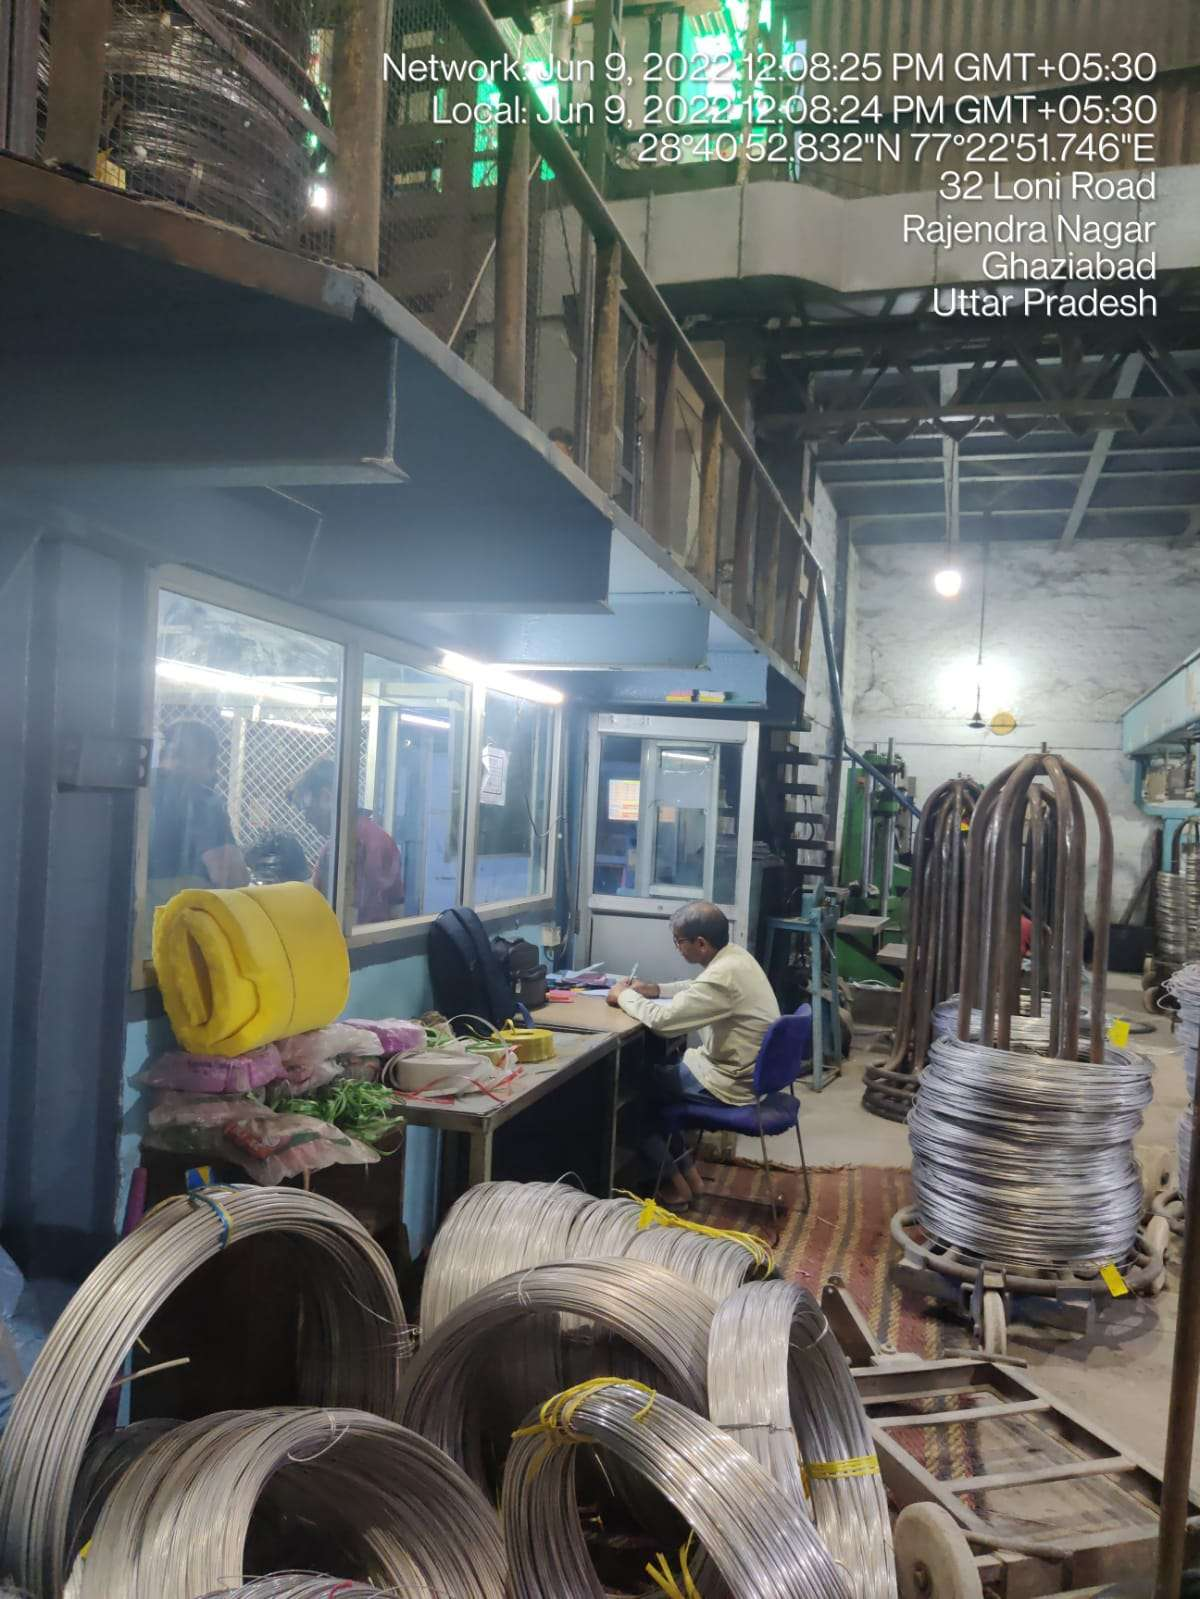 Network: Jun 9, 2022 12:08:25 PM GMT+05:30
Local: Jun 9, 2022 12:08:24 PM GMT+05:30
28°40'52.832"N 77°22'51.746"E
32 Loni Road
Rajendra Nagar
Ghaziabad
Uttar Pradesh